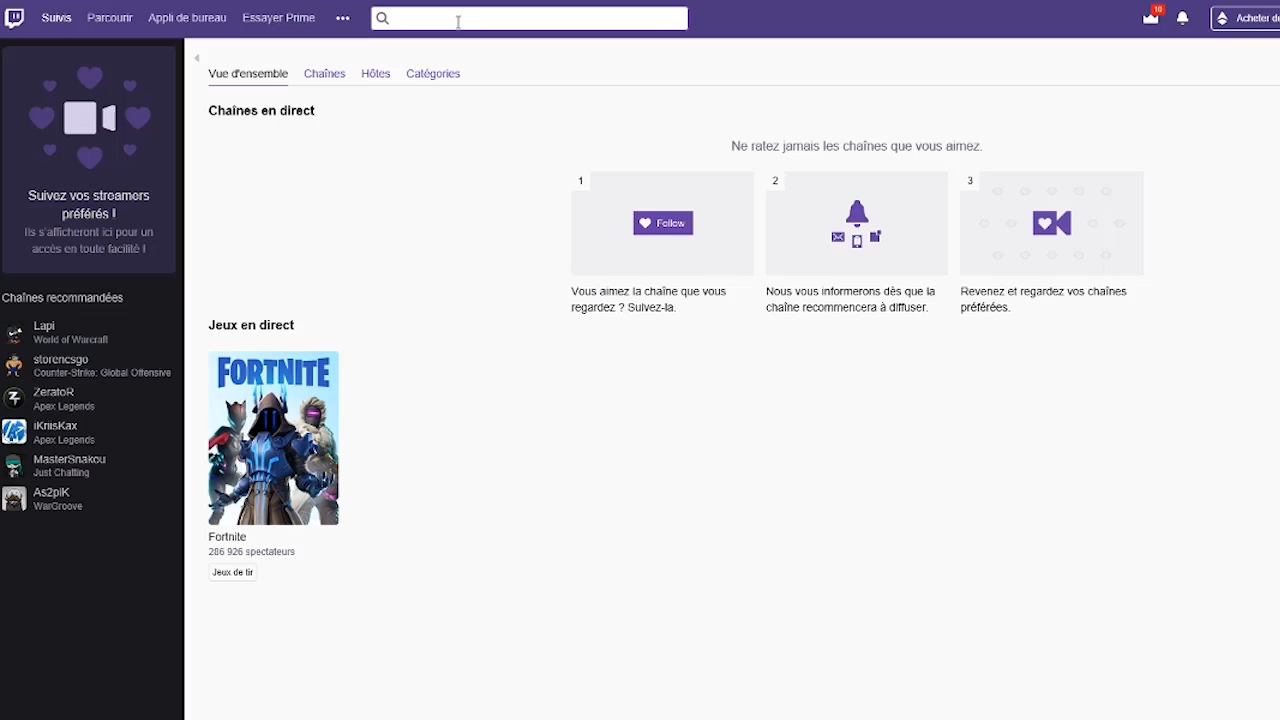 Suivis Parcourir Appli de bureau Essayer Prime
10
Acheter
Suivez vos streamers
préférés !
Ils s'afficheront ici pour un
accès en toute facilité !
Chaînes recommandées
Lapi
World of Warcraft
storencsgo
Counter-Strike: Global Offensive
ZeratoR
Apex Legends
iKriisKax
Apex Legends
MasterSnakou
Just Chatting
As2piK
WarGroove
Vue d'ensemble Chaînes Hôtes Catégories
Chaînes en direct
Ne ratez jamais les chaînes que vous aimez.
1
Follow
Vous aimez la chaîne que vous
regardez ? Suivez-la.
2
Nous vous informerons dès que la
chaîne recommencera à diffuser.
3
Revenez et regardez vos chaînes
préférées.
Jeux en direct
FORTNITE
Fortnite
286 926 spectateurs
Jeux de tir